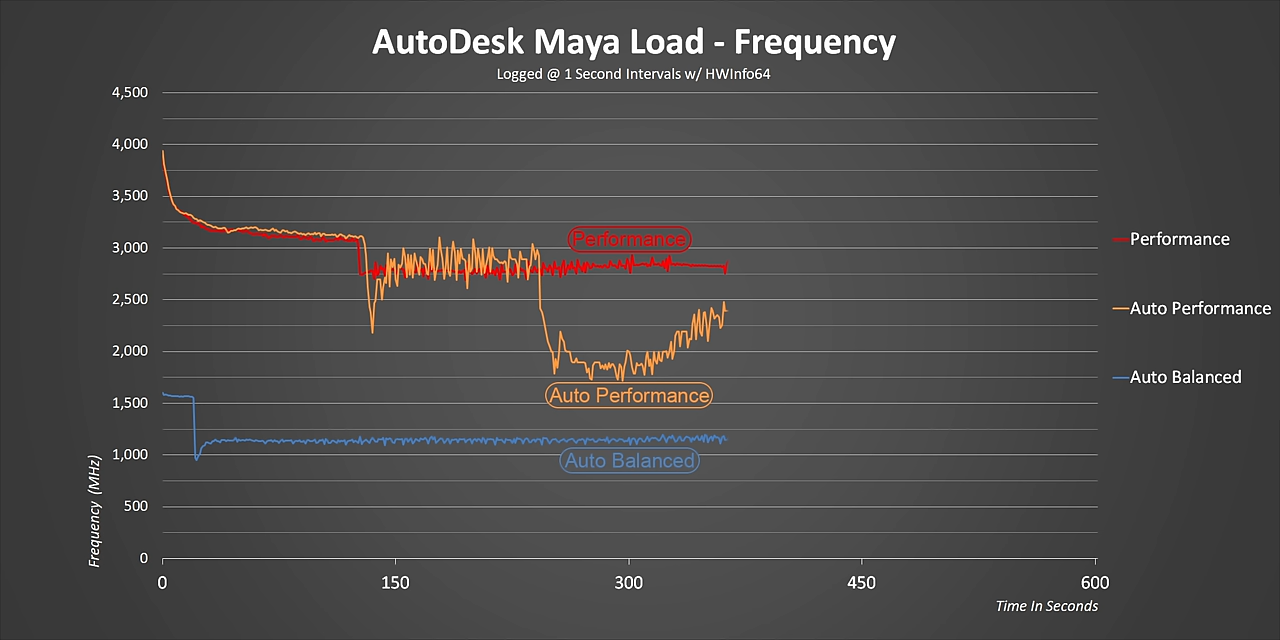 AutoDesk Maya Load - Frequency
Logged @ 1 Second Intervals w/ HWInfo64
4,500
4,000
3,500
3,000
2,500
2,000
1,500
1,000
500
0
Frequency (MHz)
0 150 300 450 600
Time In Seconds
Performance
Auto Performance
Auto Balanced
Performance
Auto Performance
Auto Balanced